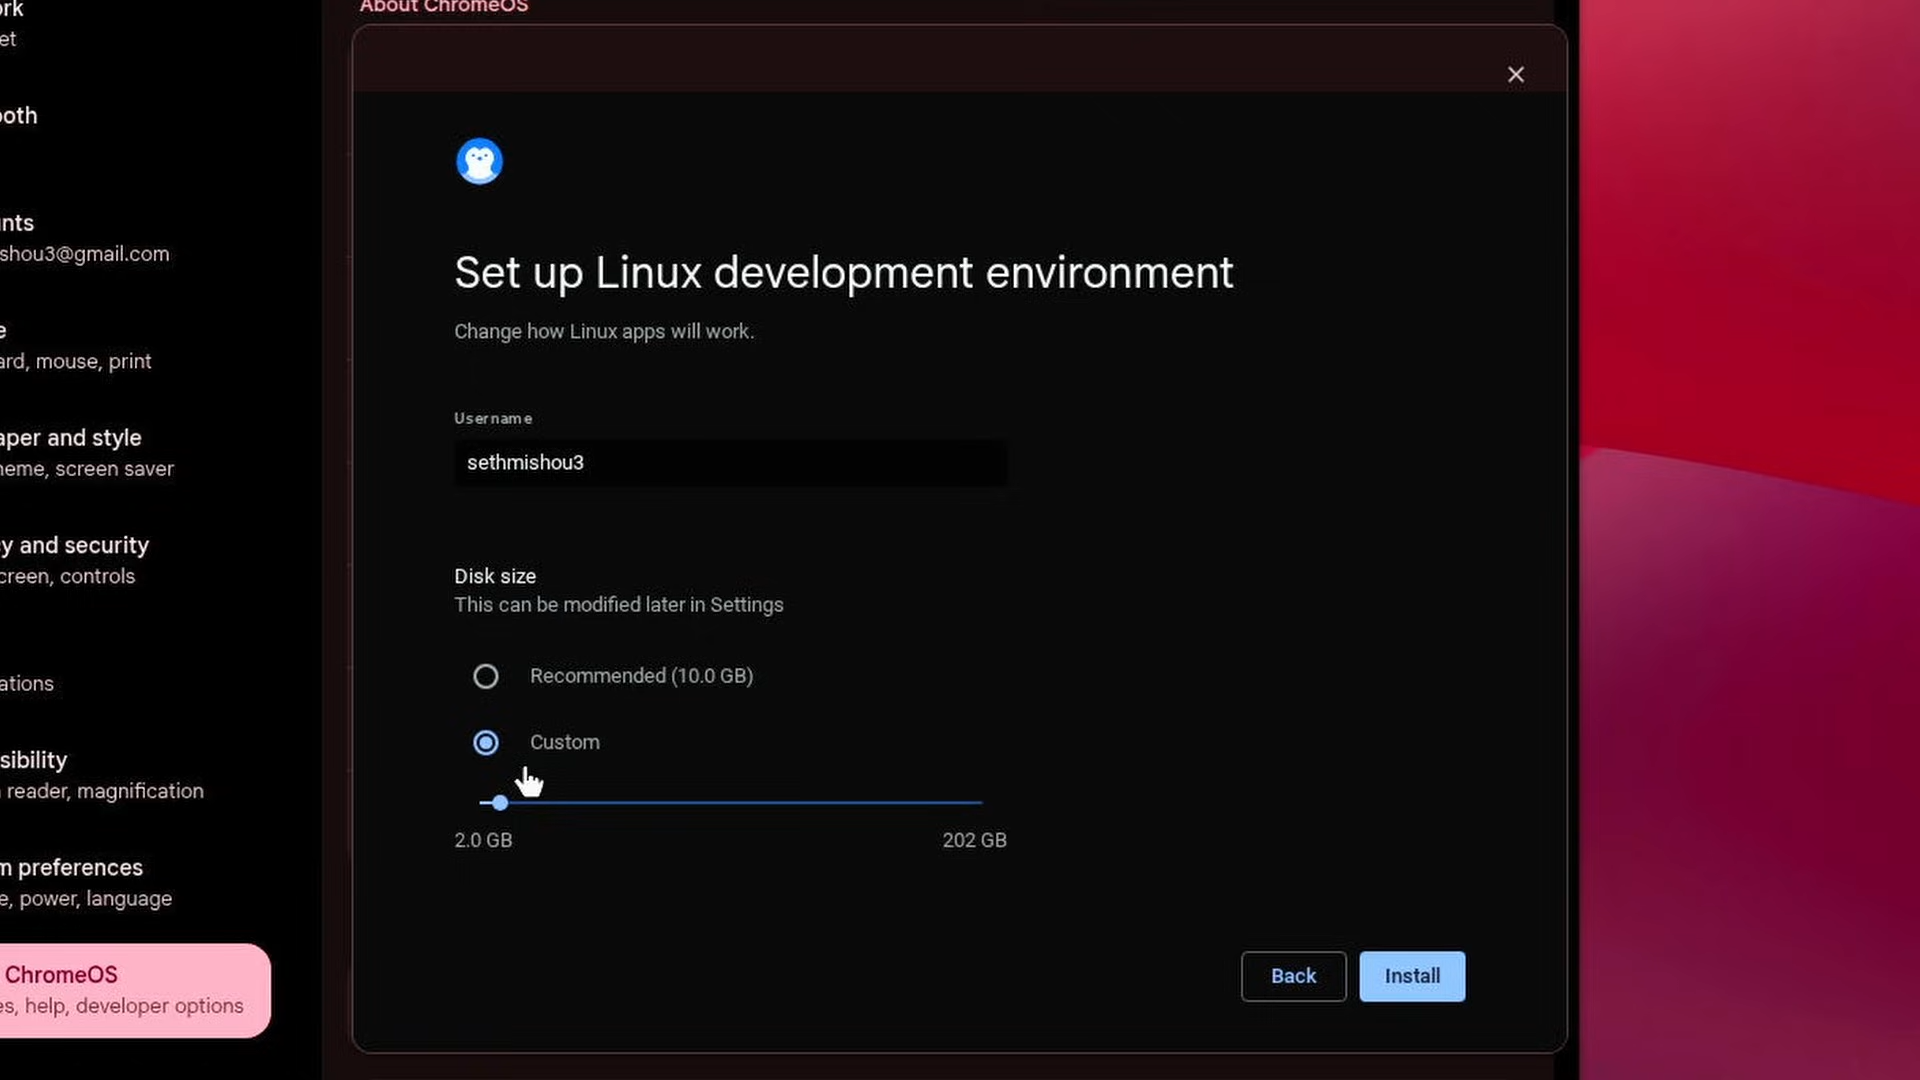 About ChromeOS
ork
et
ooth
unts
shou3@gmail.com
e
ard, mouse, print
aper and style
heme, screen saver
cy and security
creen, controls
ations
sibility
reader, magnification
m preferences
e, power, language
ChromeOS
es, help, developer options
Set up Linux development environment
Change how Linux apps will work.
Username
sethmishou3
Disk size
This can be modified later in Settings
Recommended (10.0 GB)
Custom
2.0 GB 202 GB
Back Install